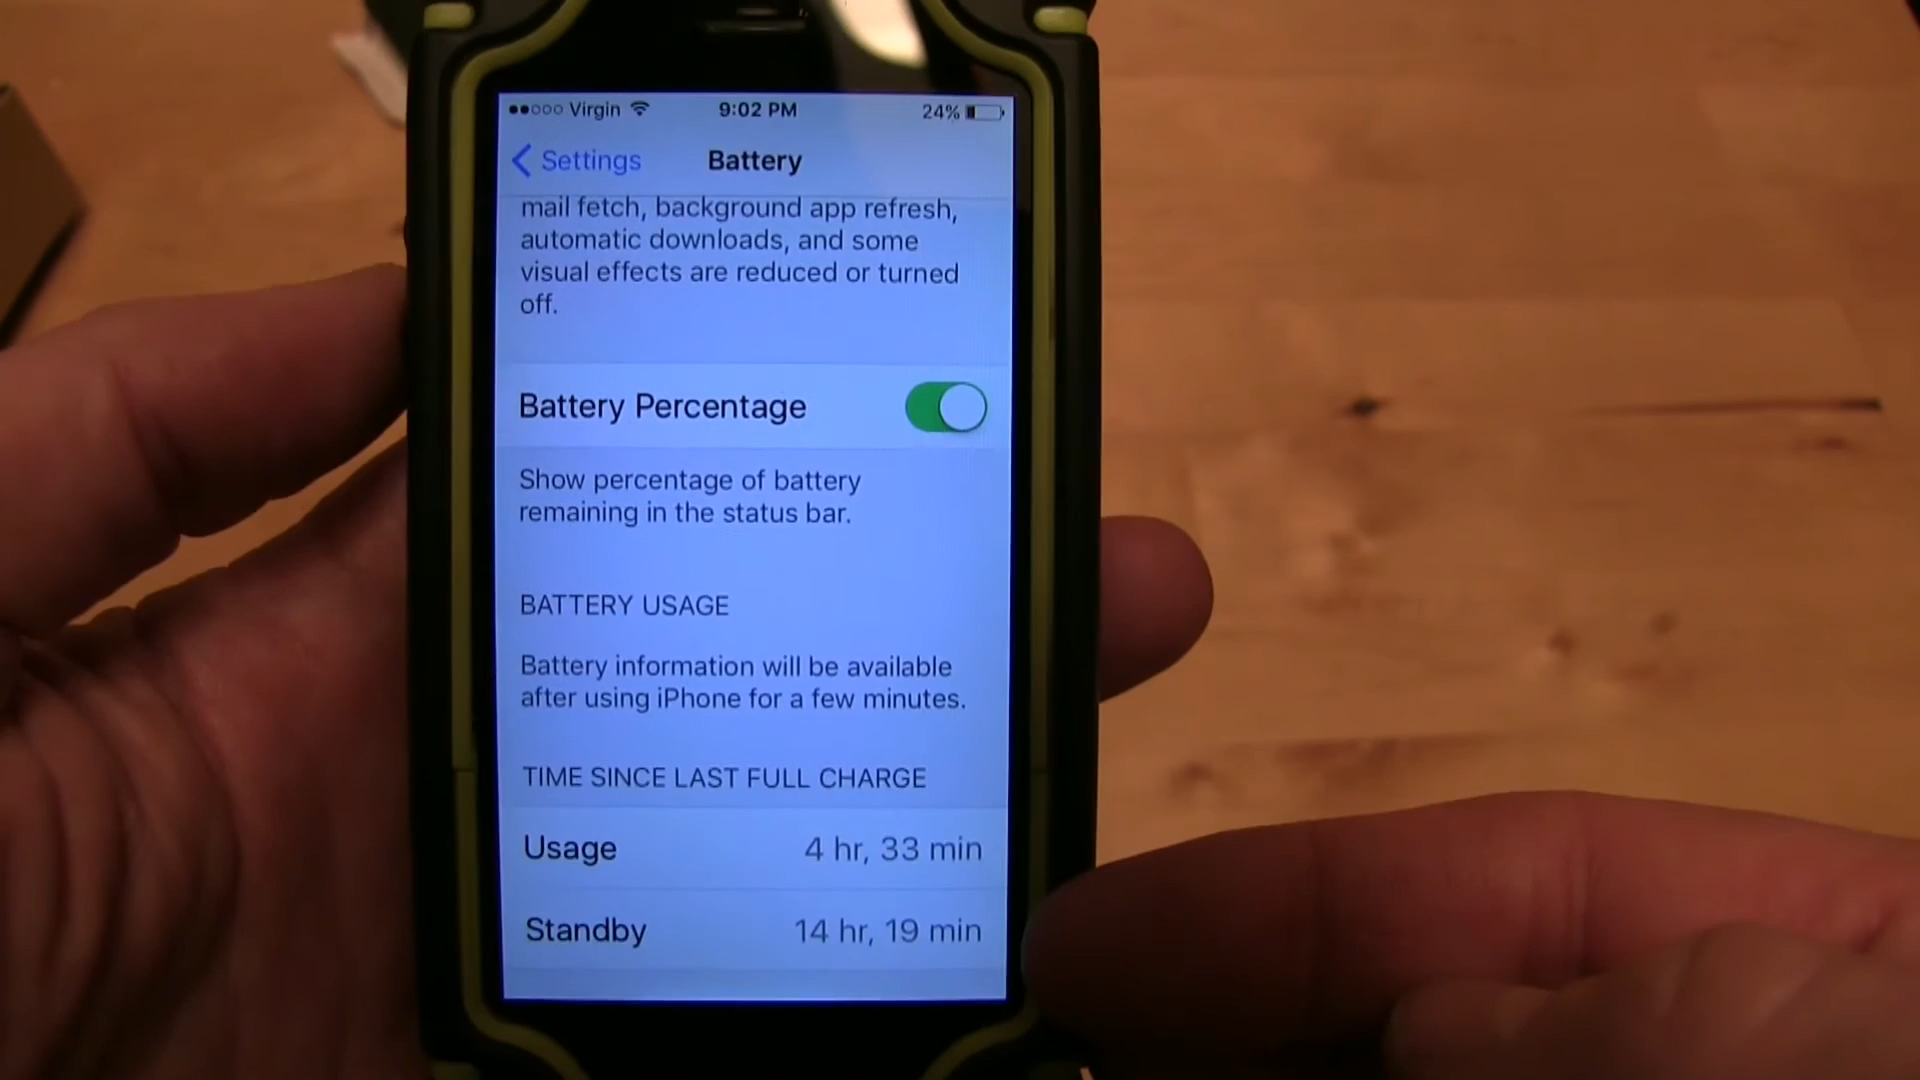 Virgin 9:02 PM 24%
Settings Battery
mail fetch, background app refresh,
automatic downloads, and some
visual effects are reduced or turned
off.
Battery Percentage
Show percentage of battery
remaining in the status bar.
BATTERY USAGE
Battery information will be available
after using iPhone for a few minutes.
TIME SINCE LAST FULL CHARGE
Usage 4 hr, 33 min
Standby 14 hr, 19 min